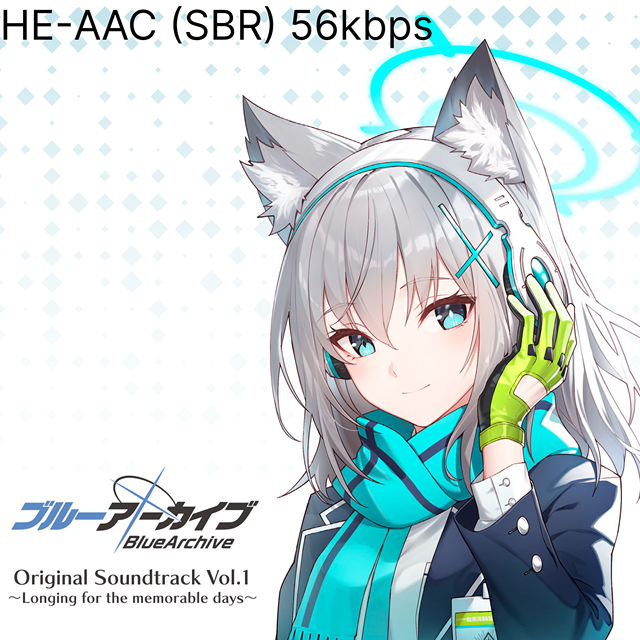 HE-AAC (SBR) 56kbps
ブルーアーカイブ
BlueArchive
Original Soundtrack Vol.1
~Longing for the memorable days~